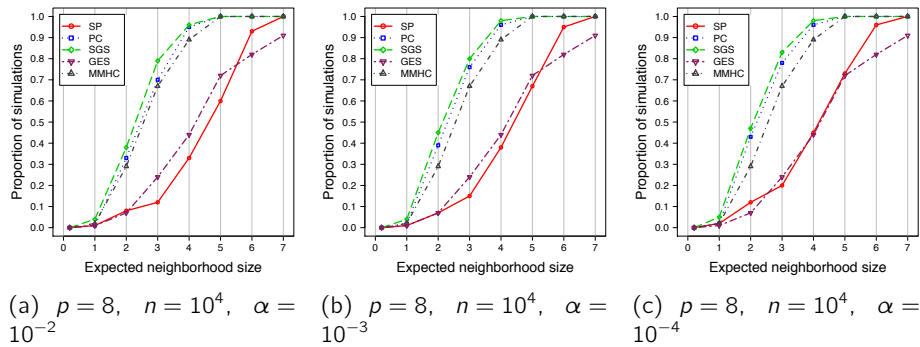 Proportion of simulations
1.0
0.9
0.8
0.7
0.6
0.5
0.4
0.3
0.2
0.1
0.0
SP
PC
SGS
GES
MMHC
0 1 2 3 4 5 6 7
Expected neighborhood size
(a) p = 8, n = 10⁴, α =
10⁻²
Proportion of simulations
1.0
0.9
0.8
0.7
0.6
0.5
0.4
0.3
0.2
0.1
0.0
SP
PC
SGS
GES
MMHC
0 1 2 3 4 5 6 7
Expected neighborhood size
(b) p = 8, n = 10⁴, α =
10⁻³
Proportion of simulations
1.0
0.9
0.8
0.7
0.6
0.5
0.4
0.3
0.2
0.1
0.0
SP
PC
SGS
GES
MMHC
0 1 2 3 4 5 6 7
Expected neighborhood size
(c) p = 8, n = 10⁴, α =
10⁻⁴